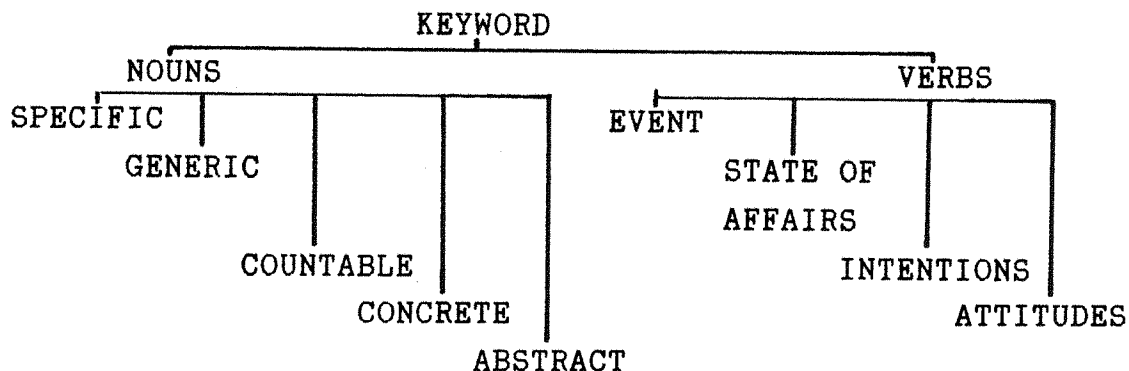 KEYWORD
NOUNS VERBS
SPECIFIC EVENT
GENERIC STATE OF
AFFAIRS
COUNTABLE INTENTIONS
CONCRETE ATTITUDES
ABSTRACT